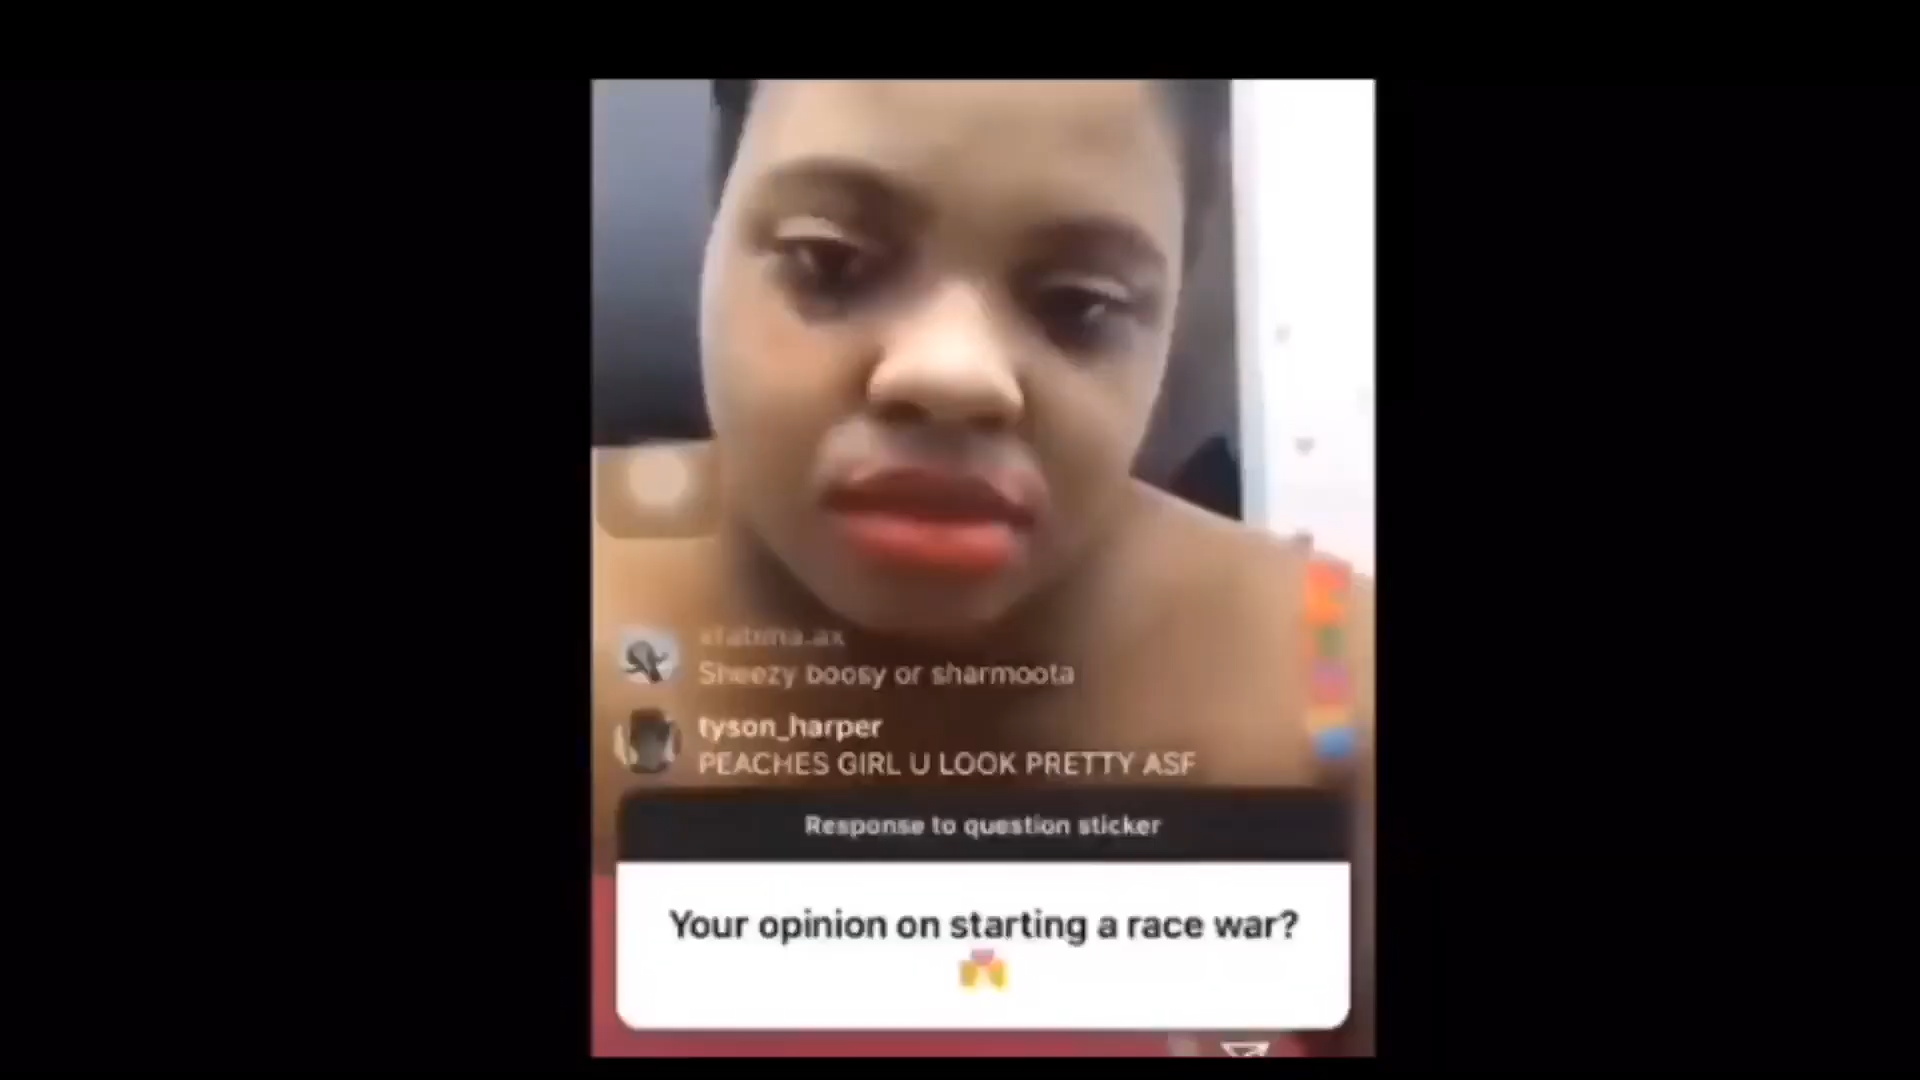 Sheezy boosy or sharmoota
tyson_harper
PEACHES GIRL U LOOK PRETTY ASF
Response to question sticker
Your opinion on starting a race war?